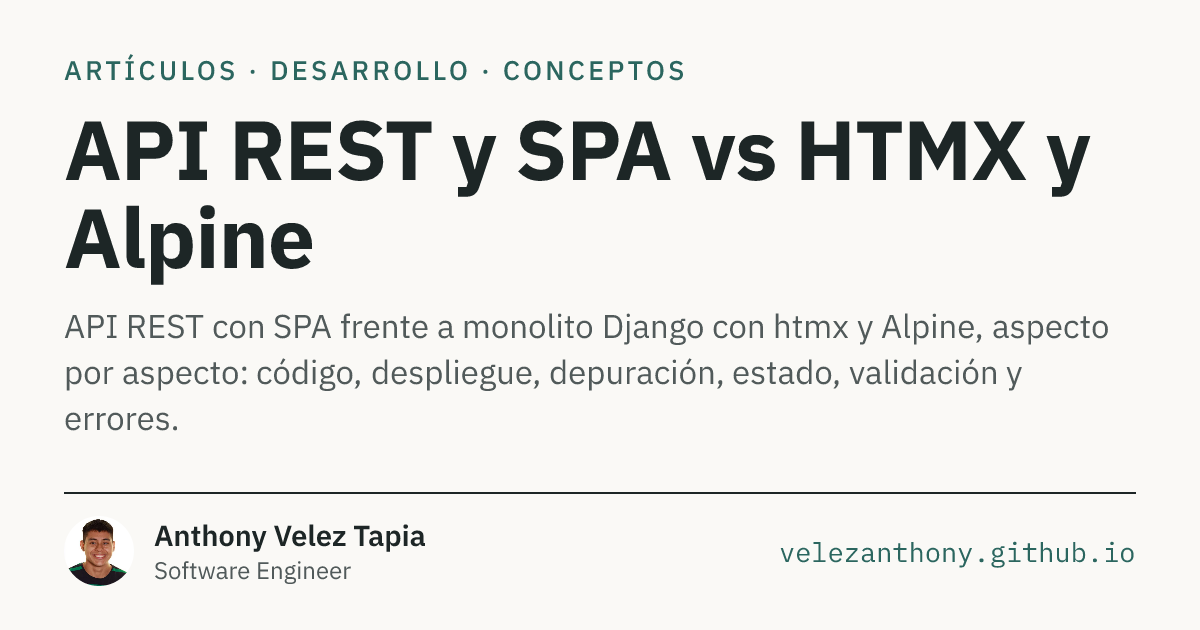 ARTÍCULOS · DESARROLLO · CONCEPTOS
API REST y SPA vs HTMX y
Alpine
API REST con SPA frente a monolito Django con htmx y Alpine, aspecto
por aspecto: código, despliegue, depuración, estado, validación y
errores.
Anthony Velez Tapia
Software Engineer
velezanthony.github.io